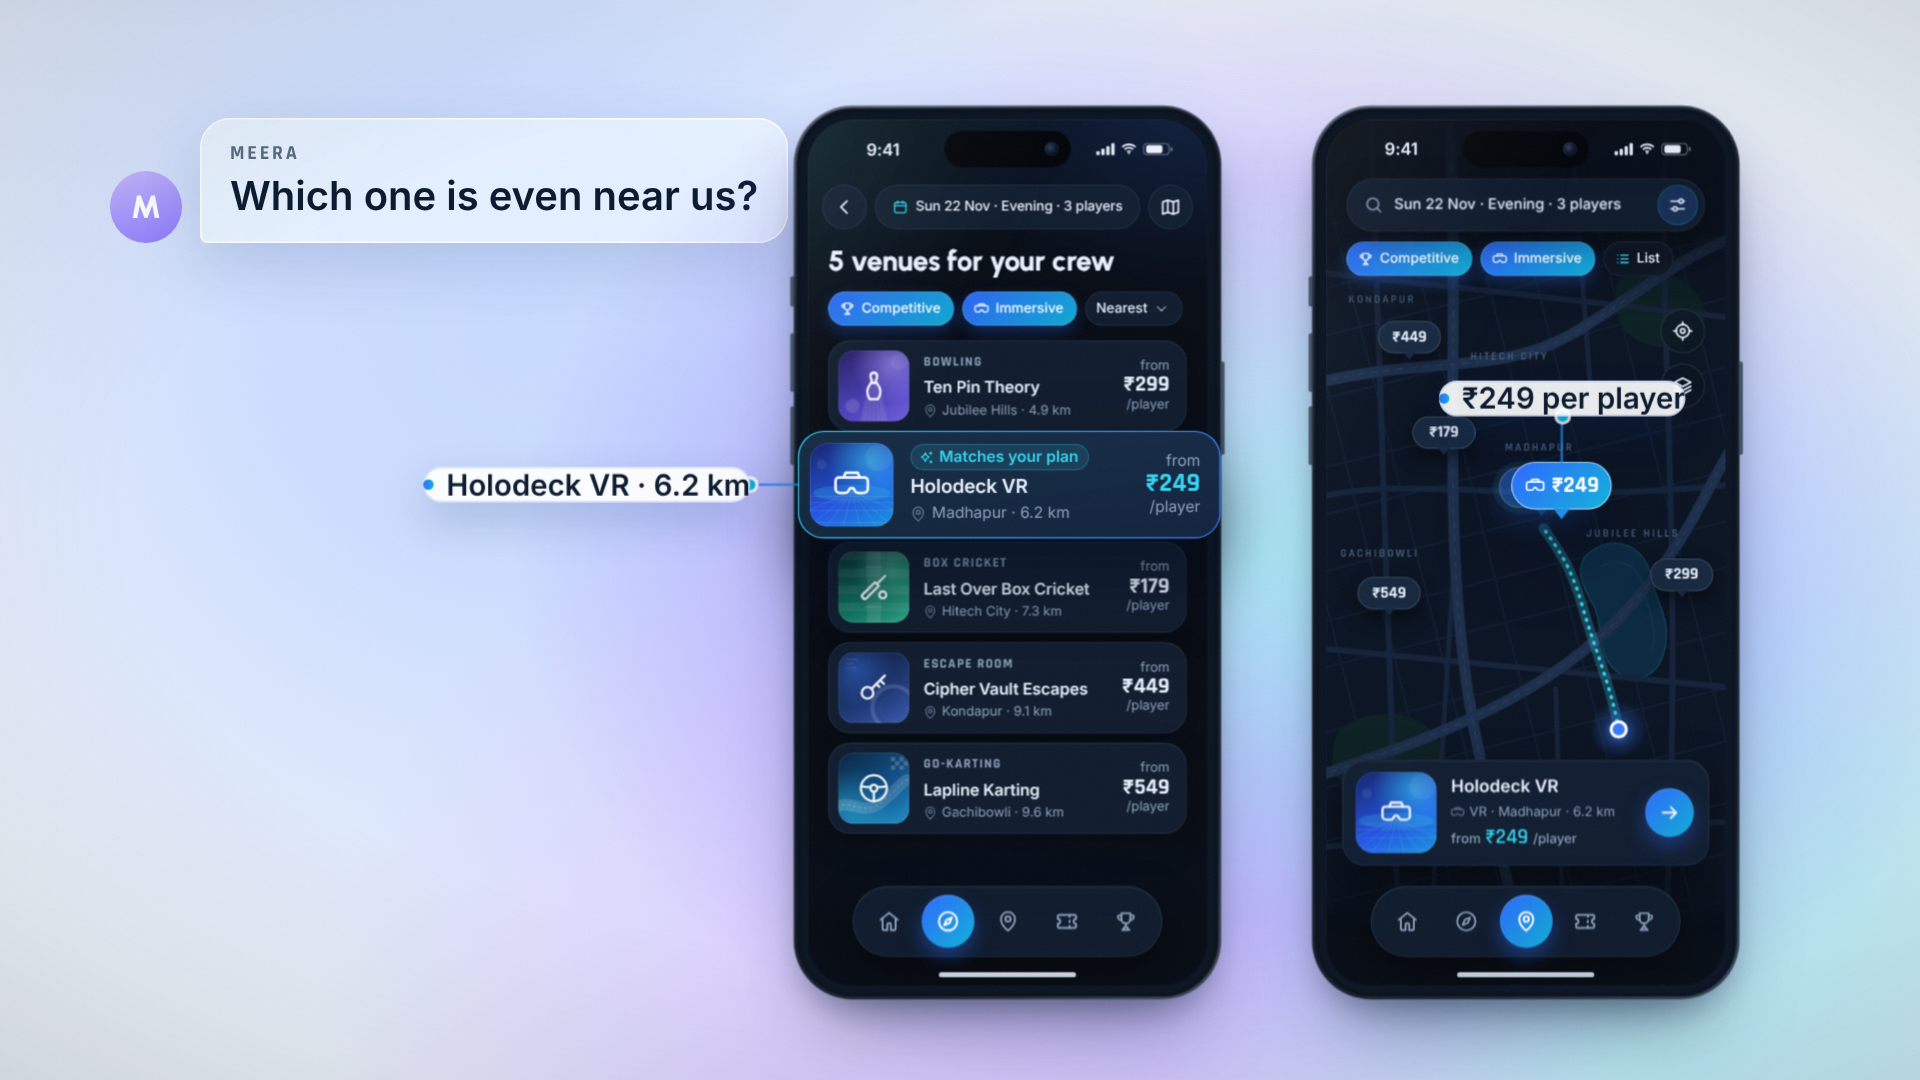 MEERA
M
Which one is even near us?
Holodeck VR · 6.2 km
9:41
Sun 22 Nov · Evening · 3 players
5 venues for your crew
Competitive
Immersive
Nearest
BOWLING
Ten Pin Theory
Jubilee Hills · 4.9 km
from
₹299
/player
Matches your plan
Holodeck VR
Madhapur · 6.2 km
from
₹249
/player
BOX CRICKET
Last Over Box Cricket
Hitech City · 7.3 km
from
₹179
/player
ESCAPE ROOM
Cipher Vault Escapes
Kondapur · 9.1 km
from
₹449
/player
GO-KARTING
Lapline Karting
Gachibowli · 9.6 km
from
₹549
/player
9:41
Sun 22 Nov · Evening · 3 players
Competitive
Immersive
List
KONDAPUR
₹449
HITECH CITY
₹249 per player
₹179
MADHAPUR
₹249
JUBILEE HILLS
GACHIBOWLI
₹299
₹549
Holodeck VR
VR · Madhapur · 6.2 km
from ₹249 /player